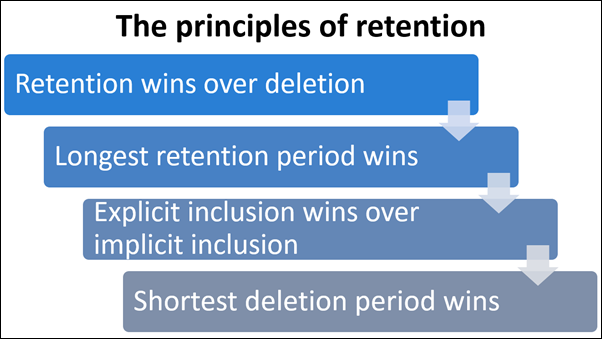 The principles of retention
Retention wins over deletion
Longest retention period wins
Explicit inclusion wins over
implicit inclusion
Shortest deletion period wins